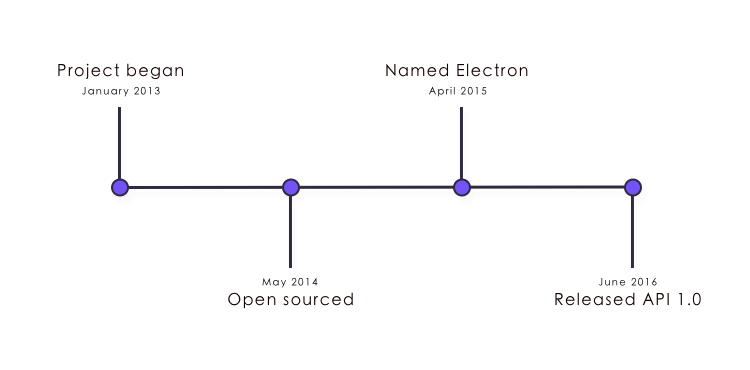 Project began
January 2013
Named Electron
April 2015
May 2014
Open sourced
June 2016
Released API 1.0